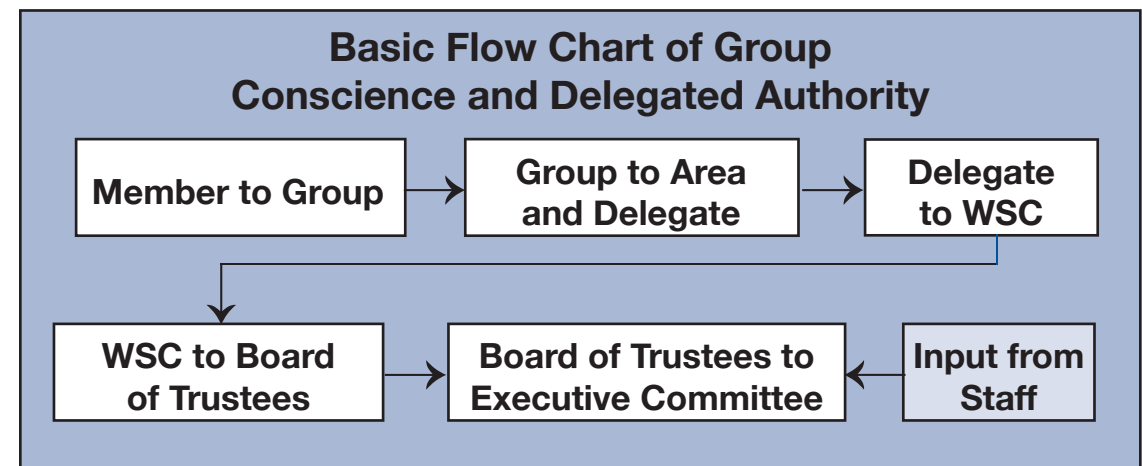 Basic Flow Chart of Group
Conscience and Delegated Authority
Member to Group
Group to Area
and Delegate
Delegate
to WSC
WSC to Board
of Trustees
Board of Trustees to
Executive Committee
Input from
Staff